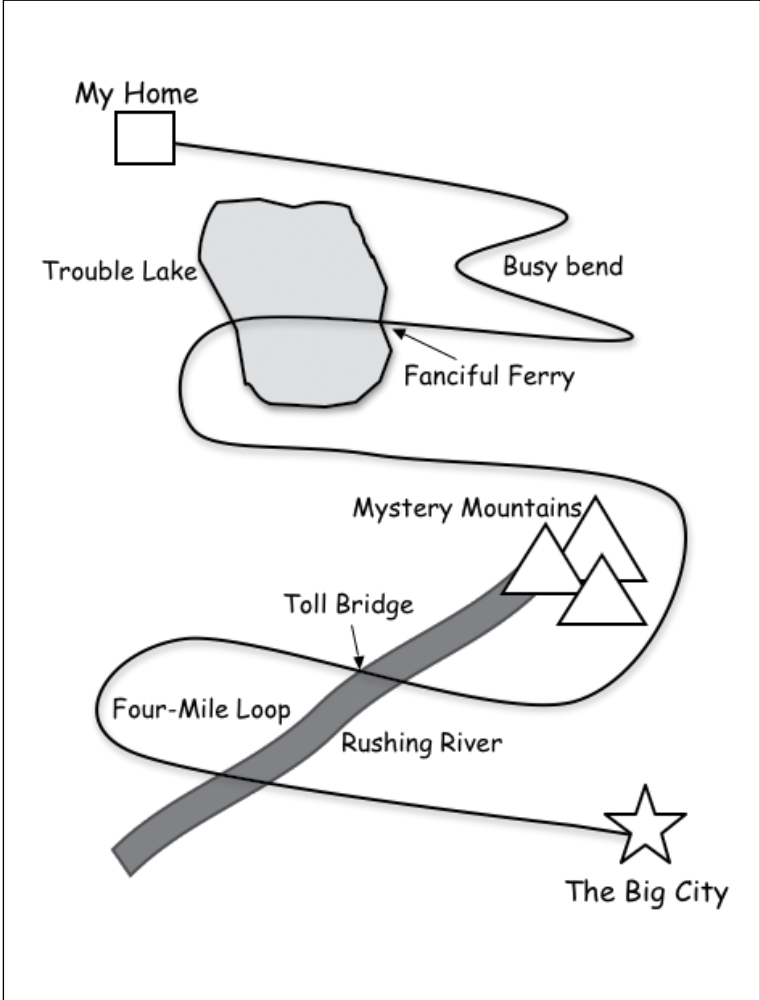 My Home
Trouble Lake
Busy bend
Fanciful Ferry
Mystery Mountains
Toll Bridge
Four-Mile Loop
Rushing River
The Big City